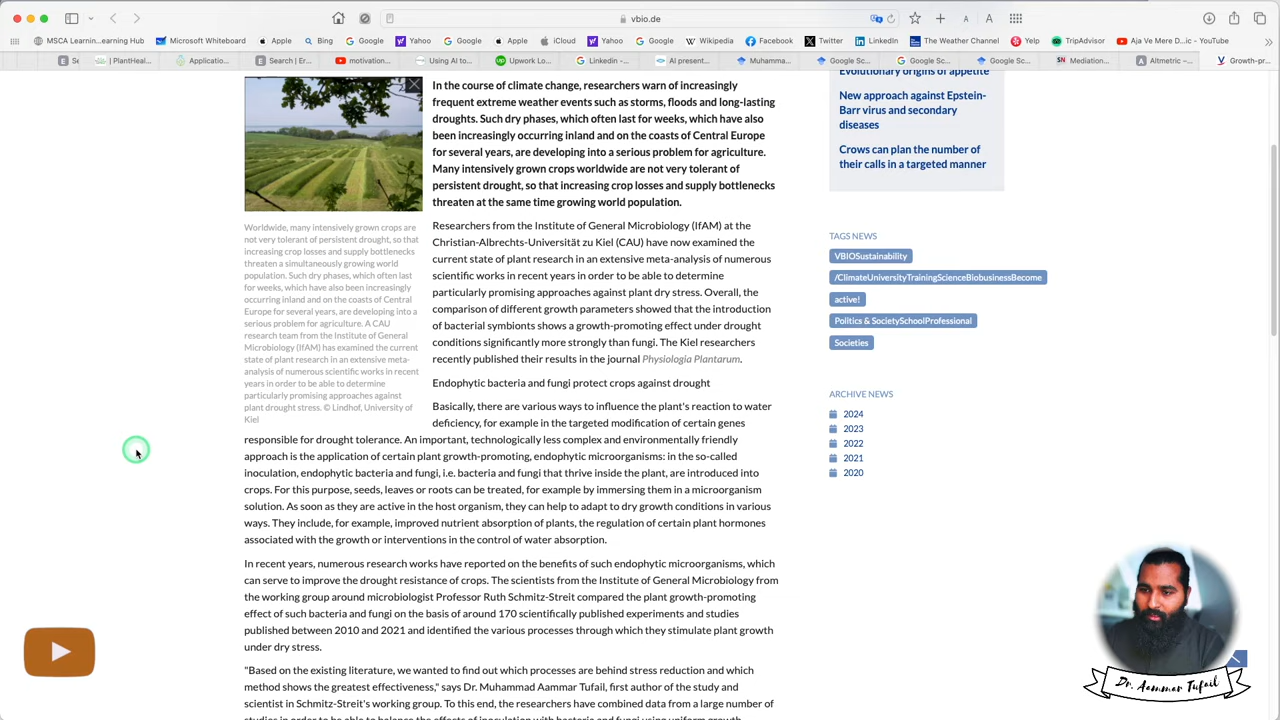 vbio.de
A
A
MSCA Learn...earning Hub
Microsoft Whiteboard
Apple
Bing
Google
Yahoo
Google
Apple
iCloud
Yahoo
Google
Wikipedia
Facebook
Twitter
LinkedIn
The Weather Channel
Yelp
TripAdvisor
Aja Ve Mere D...ic - YouTube
| PlantHeal...
Applicatio...
Search | Er...
motivation...
Using AI to...
Upwork Lo...
Linkedin -...
AI present...
Muhamma...
Google Sc...
Google Sc...
Google Sc...
Mediation...
Altmetric –...
Growth-pr...
In the course of climate change, researchers warn of increasingly
frequent extreme weather events such as storms, floods and long-lasting
droughts. Such dry phases, which often last for weeks, which have also
been increasingly occurring inland and on the coasts of Central Europe
for several years, are developing into a serious problem for agriculture.
Many intensively grown crops worldwide are not very tolerant of
persistent drought, so that increasing crop losses and supply bottlenecks
threaten at the same time growing world population.
Worldwide, many intensively grown crops are
not very tolerant of persistent drought, so that
increasing crop losses and supply bottlenecks
threaten a simultaneously growing world
population. Such dry phases, which often last
for weeks, which have also been increasingly
occurring inland and on the coasts of Central
Europe for several years, are developing into a
serious problem for agriculture. A CAU
research team from the Institute of General
Microbiology (IfAM) has examined the current
state of plant research in an extensive meta-
analysis of numerous scientific works in recent
years in order to be able to determine
particularly promising approaches against
plant drought stress. © Lindhof, University of
Kiel
Researchers from the Institute of General Microbiology (IfAM) at the
Christian-Albrechts-Universität zu Kiel (CAU) have now examined the
current state of plant research in an extensive meta-analysis of numerous
scientific works in recent years in order to be able to determine
particularly promising approaches against plant dry stress. Overall, the
comparison of different growth parameters showed that the introduction
of bacterial symbionts shows a growth-promoting effect under drought
conditions significantly more strongly than fungi. The Kiel researchers
recently published their results in the journal Physiologia Plantarum.
Endophytic bacteria and fungi protect crops against drought
Basically, there are various ways to influence the plant's reaction to water
deficiency, for example in the targeted modification of certain genes
responsible for drought tolerance. An important, technologically less complex and environmentally friendly
approach is the application of certain plant growth-promoting, endophytic microorganisms: in the so-called
inoculation, endophytic bacteria and fungi, i.e. bacteria and fungi that thrive inside the plant, are introduced into
crops. For this purpose, seeds, leaves or roots can be treated, for example by immersing them in a microorganism
solution. As soon as they are active in the host organism, they can help to adapt to dry growth conditions in various
ways. They include, for example, improved nutrient absorption of plants, the regulation of certain plant hormones
associated with the growth or interventions in the control of water absorption.
In recent years, numerous research works have reported on the benefits of such endophytic microorganisms, which
can serve to improve the drought resistance of crops. The scientists from the Institute of General Microbiology from
the working group around microbiologist Professor Ruth Schmitz-Streit compared the plant growth-promoting
effect of such bacteria and fungi on the basis of around 170 scientifically published experiments and studies
published between 2010 and 2021 and identified the various processes through which they stimulate plant growth
under dry stress.
"Based on the existing literature, we wanted to find out which processes are behind stress reduction and which
method shows the greatest effectiveness," says Dr. Muhammad Aammar Tufail, first author of the study and
scientist in Schmitz-Streit's working group. To this end, the researchers have combined data from a large number of
Evolutionary origins of appetite
New approach against Epstein-
Barr virus and secondary
diseases
Crows can plan the number of
their calls in a targeted manner
TAGS NEWS
VBIOSustainability
/ClimateUniversityTrainingScienceBiobusinessBecome
active!
Politics & SocietySchoolProfessional
Societies
ARCHIVE NEWS
2024
2023
2022
2021
2020
Dr. Aammar Tufail